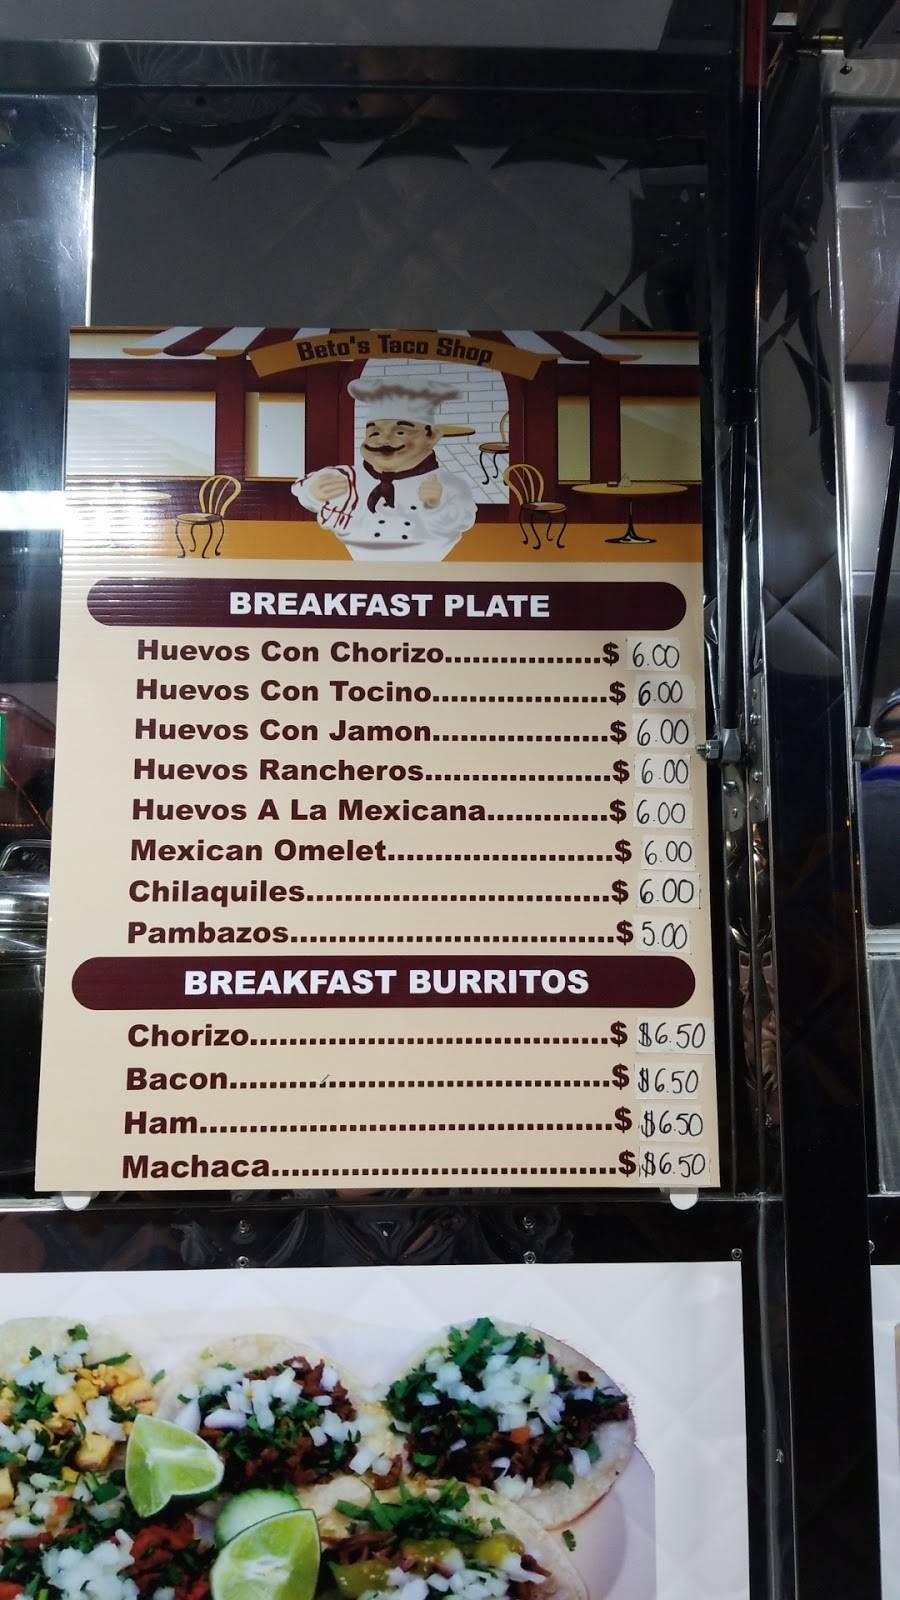 Beto's Taco Shop
BREAKFAST PLATE
Huevos Con Chorizo..................$ 6.00
Huevos Con Tocino....................$ 6.00
Huevos Con Jamon....................$ 6.00
Huevos Rancheros.....................$ 6.00
Huevos A La Mexicana..............$ 6.00
Mexican Omelet..........................$ 6.00
Chilaquiles...................................$ 6.00
Pambazos.....................................$ 5.00
BREAKFAST BURRITOS
Chorizo.........................................$ $6.50
Bacon...........................................$ $6.50
Ham...............................................$ $6.50
Machaca.......................................$ $6.50